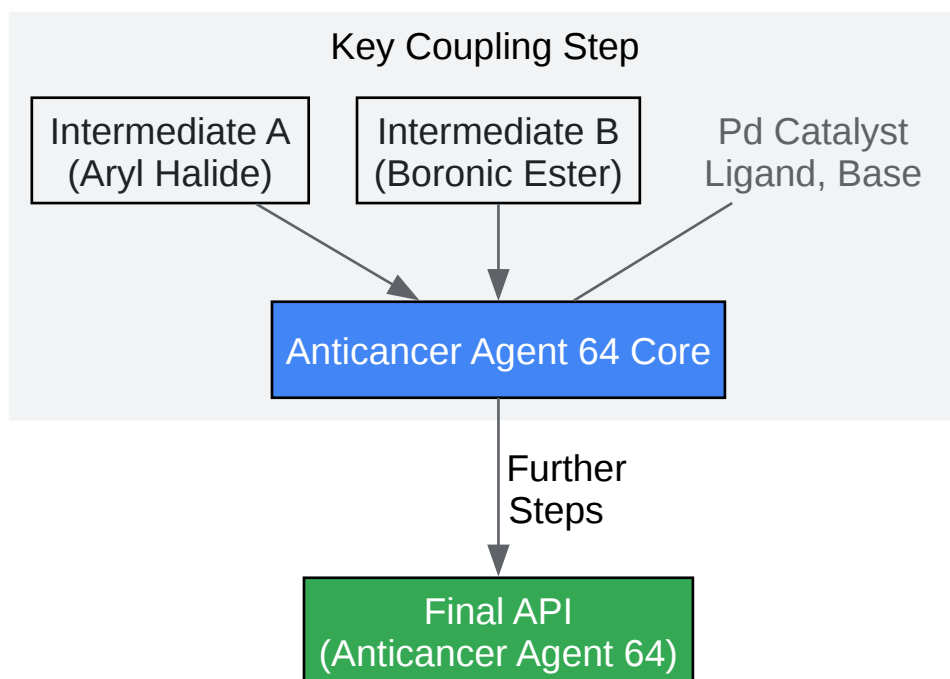 Key Coupling Step
Intermediate A
(Aryl Halide)
Intermediate B
(Boronic Ester)
Pd Catalyst
Ligand, Base
Anticancer Agent 64 Core
Further
Steps
Final API
(Anticancer Agent 64)